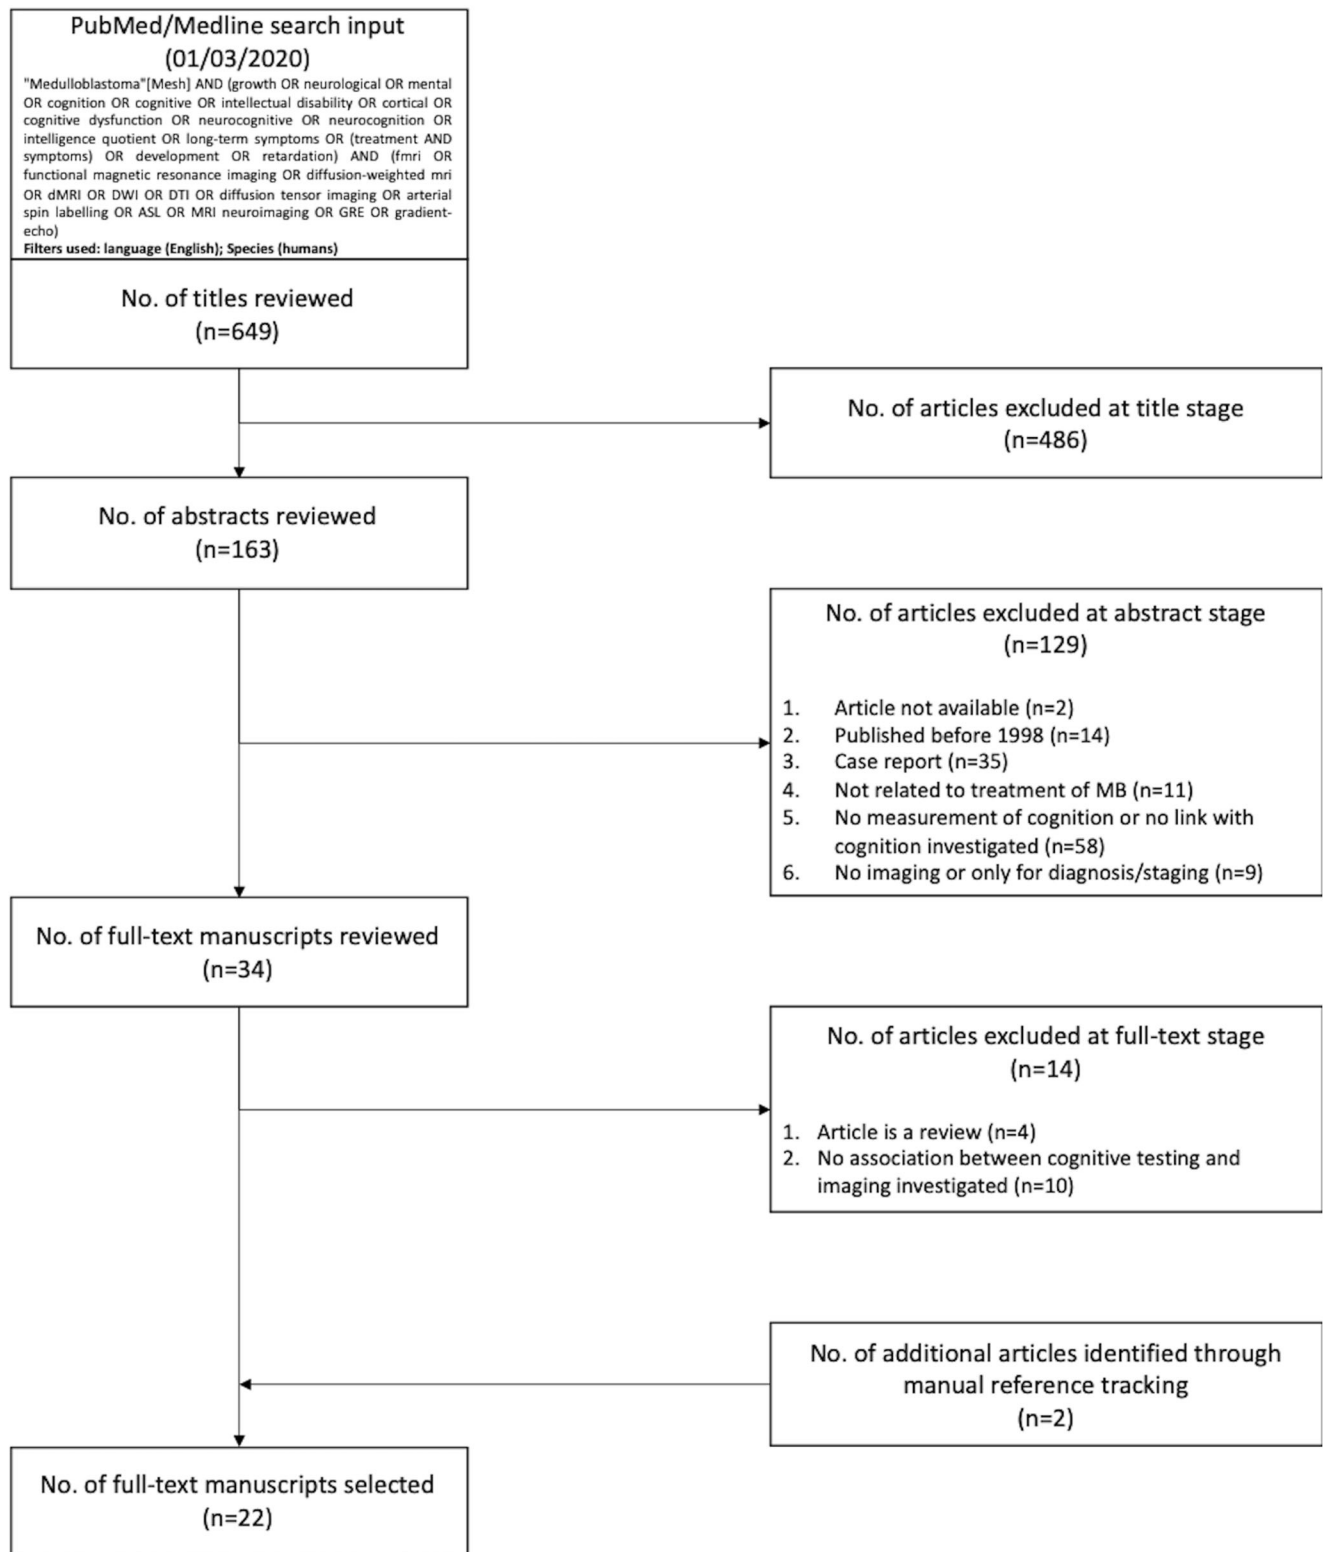 PubMed/Medline search input
(01/03/2020)
"Medulloblastoma"[Mesh] AND (growth OR neurological OR mental
OR cognition OR cognitive OR intellectual disability OR cortical OR
cognitive dysfunction OR neurocognitive OR neurocognition OR
intelligence quotient OR long-term symptoms OR (treatment AND
symptoms) OR development OR retardation) AND (fmri OR
functional magnetic resonance imaging OR diffusion-weighted mri
OR dMRI OR DWI OR DTI OR diffusion tensor imaging OR arterial
spin labelling OR ASL OR MRI neuroimaging OR GRE OR gradient-
echo)
Filters used: language (English); Species (humans)
No. of titles reviewed
(n=649)
No. of articles excluded at title stage
(n=486)
No. of abstracts reviewed
(n=163)
No. of articles excluded at abstract stage
(n=129)
1. Article not available (n=2)
2. Published before 1998 (n=14)
3. Case report (n=35)
4. Not related to treatment of MB (n=11)
5. No measurement of cognition or no link with
cognition investigated (n=58)
6. No imaging or only for diagnosis/staging (n=9)
No. of full-text manuscripts reviewed
(n=34)
No. of articles excluded at full-text stage
(n=14)
1. Article is a review (n=4)
2. No association between cognitive testing and
imaging investigated (n=10)
No. of additional articles identified through
manual reference tracking
(n=2)
No. of full-text manuscripts selected
(n=22)